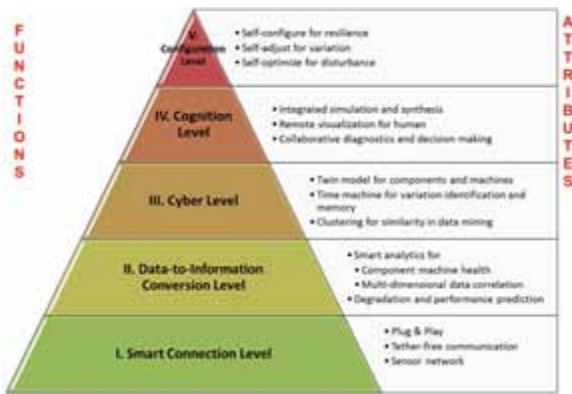 FUNCTIONS
ATTRIBUTES
V.
Configuration
Level
• Self-configure for resilience
• Self-adjust for variation
• Self-optimize for disturbance
IV. Cognition
Level
• Integrated simulation and synthesis
• Remote visualization for human
• Collaborative diagnostics and decision making
III. Cyber Level
• Twin model for components and machines
• Time machine for variation identification and
memory
• Clustering for similarity in data mining
II. Data-to-Information
Conversion Level
• Smart analytics for
• Component machine health
• Multi-dimensional data correlation
• Degradation and performance prediction
I. Smart Connection Level
• Plug & Play
• Tether-free communication
• Sensor network